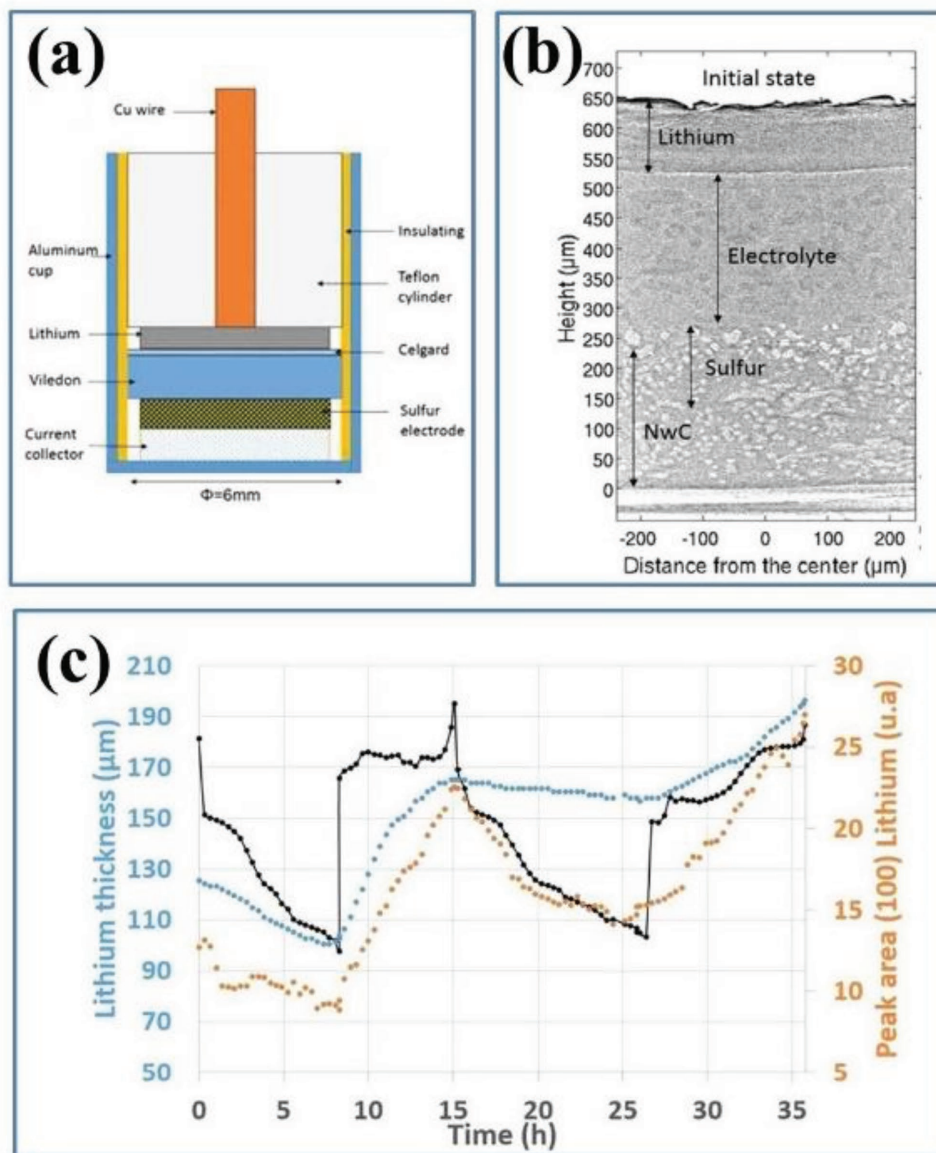 (a)
Cu wire
Aluminum
cup
Insulating
Teflon
cylinder
Lithium
Celgard
Viledon
Sulfur
electrode
Current
collector
Φ=6mm
(b)
Initial state
700
650
600
550
500
450
400
350
300
250
200
150
100
50
0
Height (µm)
Lithium
Electrolyte
Sulfur
NwC
-200 -100 0 100 200
Distance from the center (µm)
(c)
210
190
170
150
130
110
90
70
50
Lithium thickness (µm)
30
25
20
15
10
5
Peak area (100) Lithium (u.a)
0 5 10 15 20 25 30 35
Time (h)